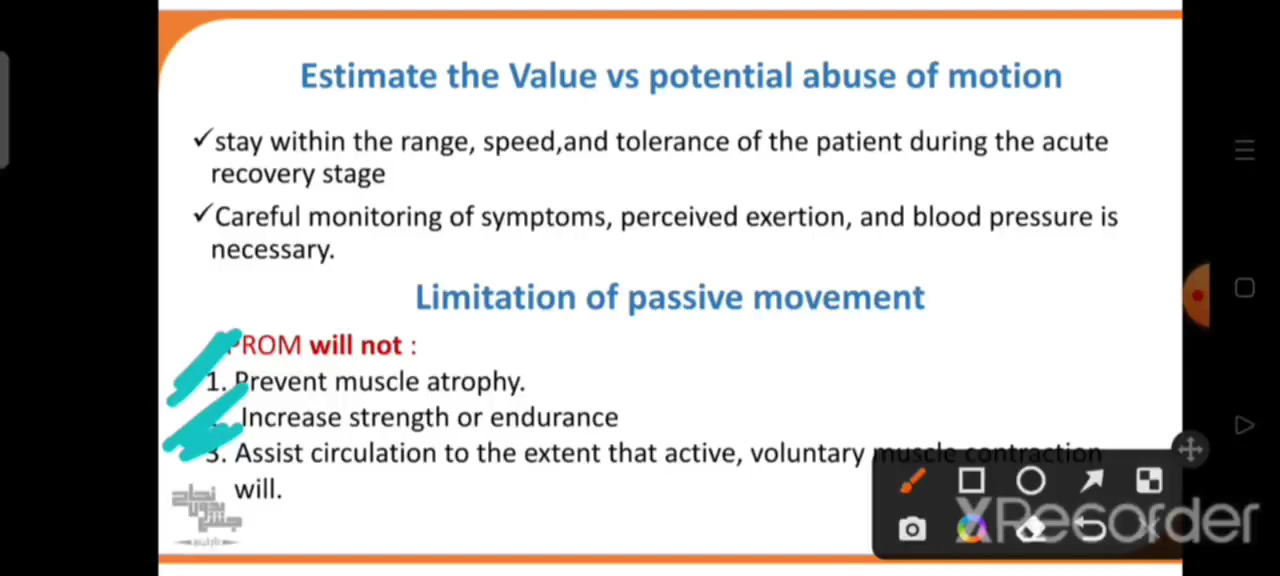 Estimate the Value vs potential abuse of motion
✓stay within the range, speed,and tolerance of the patient during the acute
recovery stage
✓Careful monitoring of symptoms, perceived exertion, and blood pressure is
necessary.
Limitation of passive movement
PROM will not :
1. Prevent muscle atrophy.
Increase strength or endurance
3. Assist circulation to the extent that active, voluntary muscle contraction
will.
XRecorder